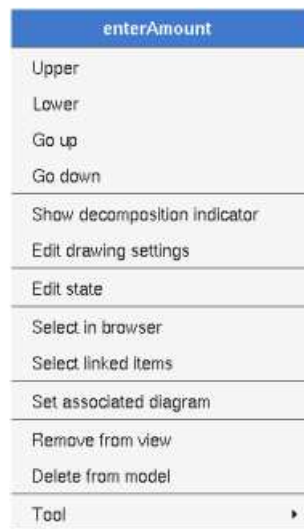 enterAmount
Upper
Lower
Go up
Go down
Show decomposition indicator
Edit drawing settings
Edit state
Select in browser
Select linked items
Set associated diagram
Remove from view
Delete from model
Tool